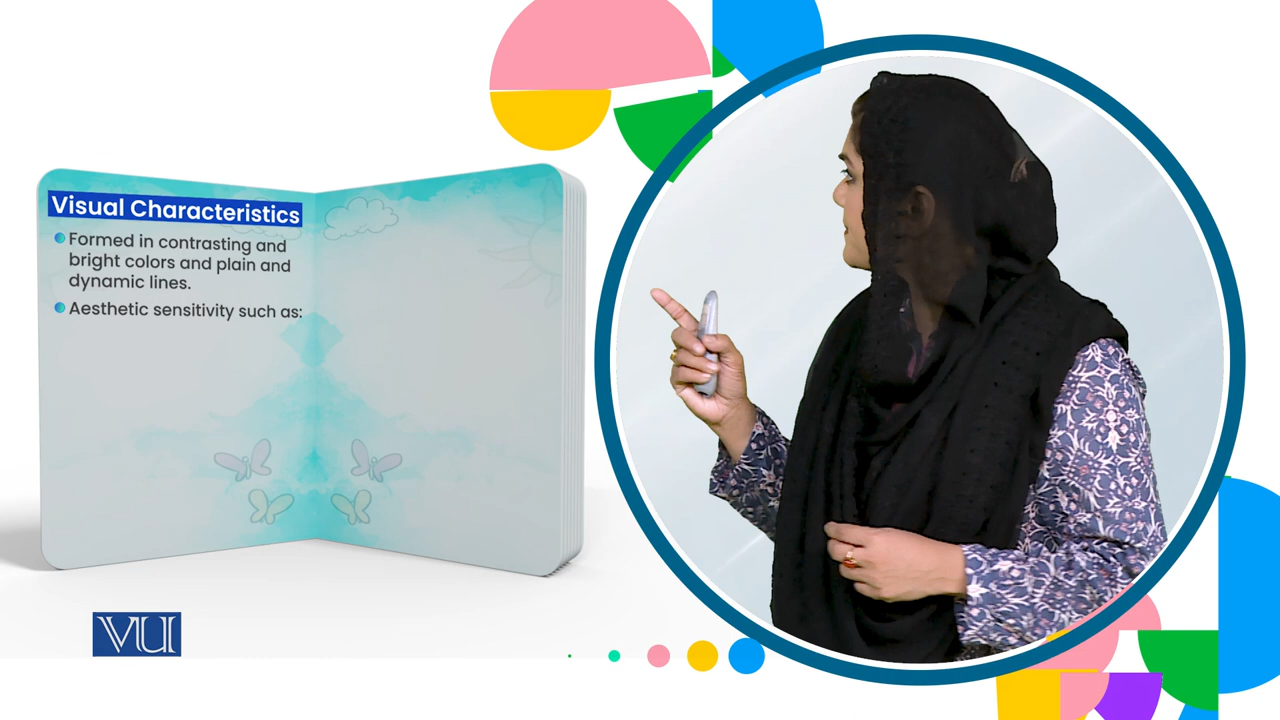 Visual Characteristics
Formed in contrasting and
bright colors and plain and
dynamic lines.
Aesthetic sensitivity such as:
VU